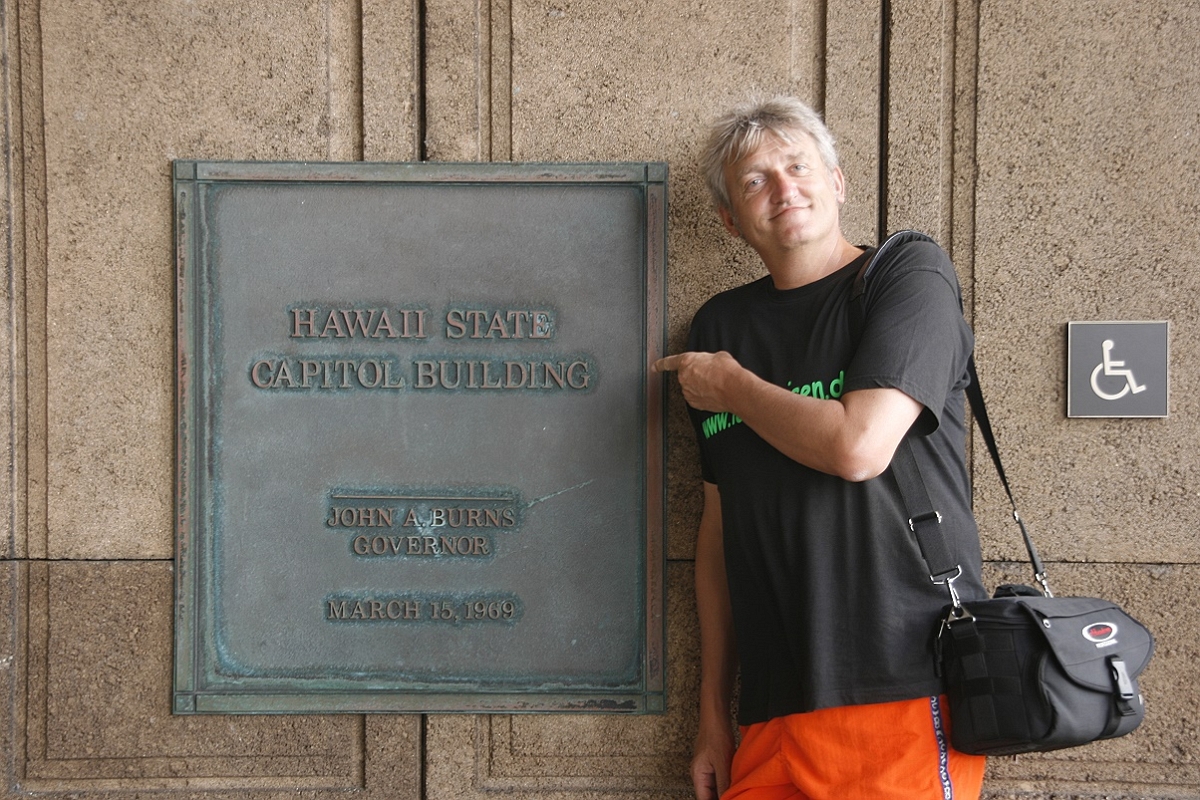 HAWAII STATE
CAPITOL BUILDING
JOHN A. BURNS
GOVERNOR
MARCH 15, 1969